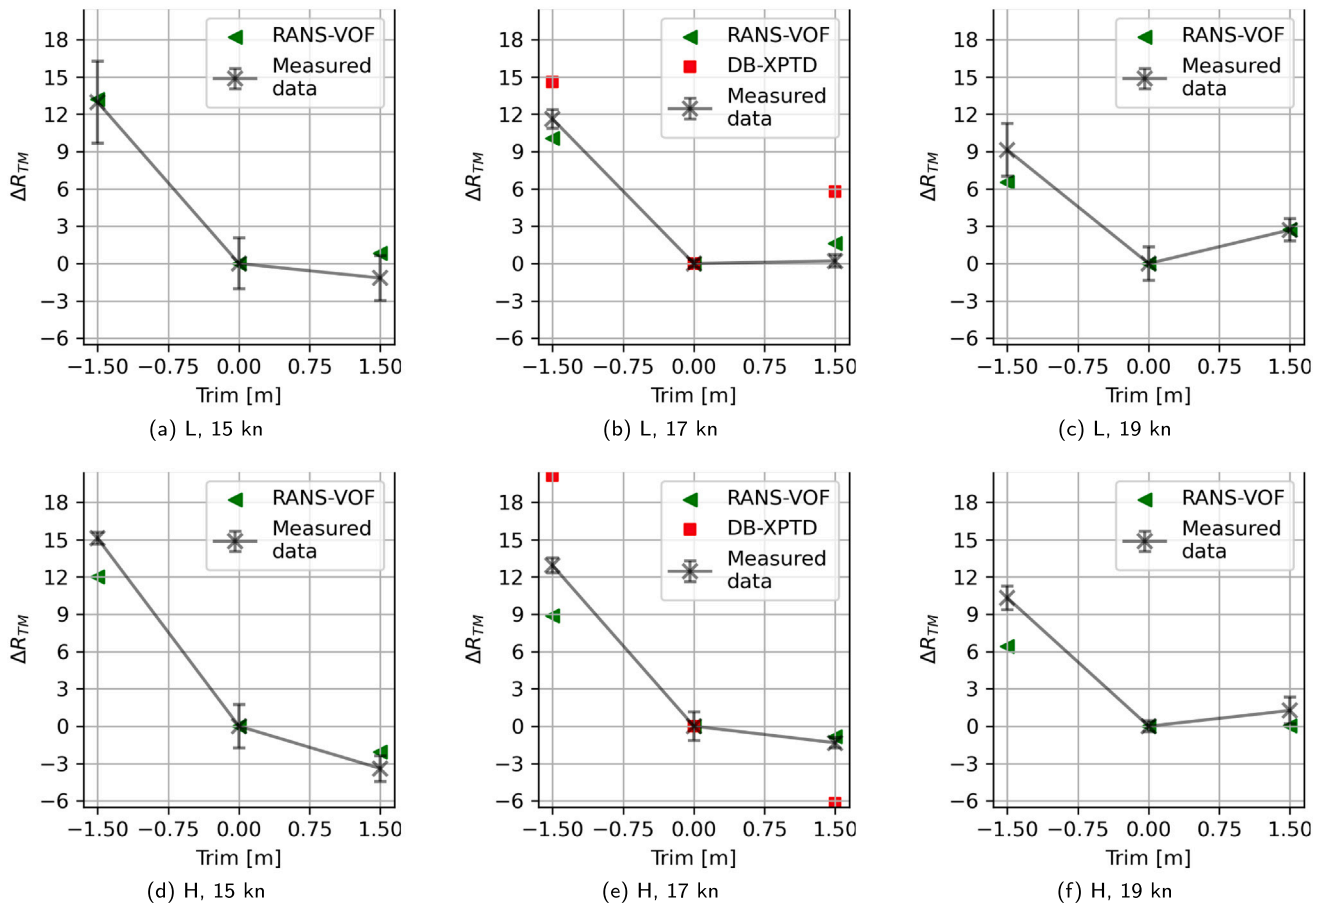 18
15
12
9
6
3
0
−3
−6
ΔR_TM
RANS-VOF
Measured
data
−1.50 −0.75 0.00 0.75 1.50
Trim [m]
(a) L, 15 kn
18
15
12
9
6
3
0
−3
−6
ΔR_TM
RANS-VOF
DB-XPTD
Measured
data
−1.50 −0.75 0.00 0.75 1.50
Trim [m]
(b) L, 17 kn
18
15
12
9
6
3
0
−3
−6
ΔR_TM
RANS-VOF
Measured
data
−1.50 −0.75 0.00 0.75 1.50
Trim [m]
(c) L, 19 kn
18
15
12
9
6
3
0
−3
−6
ΔR_TM
RANS-VOF
Measured
data
−1.50 −0.75 0.00 0.75 1.50
Trim [m]
(d) H, 15 kn
18
15
12
9
6
3
0
−3
−6
ΔR_TM
RANS-VOF
DB-XPTD
Measured
data
−1.50 −0.75 0.00 0.75 1.50
Trim [m]
(e) H, 17 kn
18
15
12
9
6
3
0
−3
−6
ΔR_TM
RANS-VOF
Measured
data
−1.50 −0.75 0.00 0.75 1.50
Trim [m]
(f) H, 19 kn